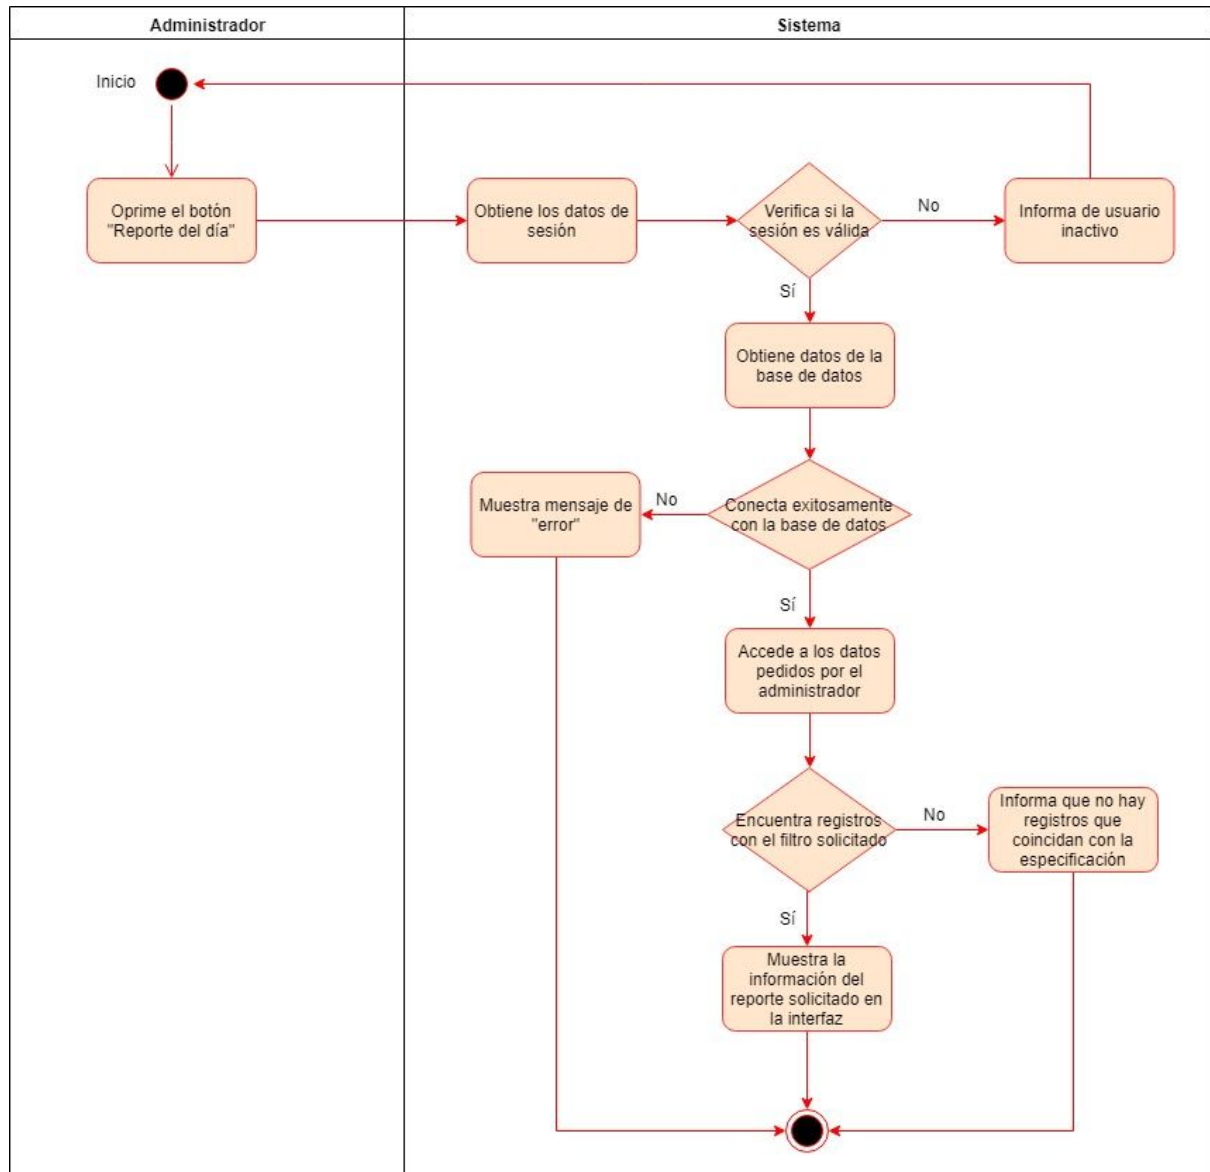 Administrador
Sistema
Inicio
Oprime el botón
"Reporte del día"
Obtiene los datos de
sesión
Verifica si la
sesión es válida
No
Informa de usuario
inactivo
Sí
Obtiene datos de la
base de datos
Conecta exitosamente
con la base de datos
No
Muestra mensaje de
"error"
Sí
Accede a los datos
pedidos por el
administrador
Encuentra registros
con el filtro solicitado
No
Informa que no hay
registros que
coincidan con la
especificación
Sí
Muestra la
información del
reporte solicitado en
la interfaz